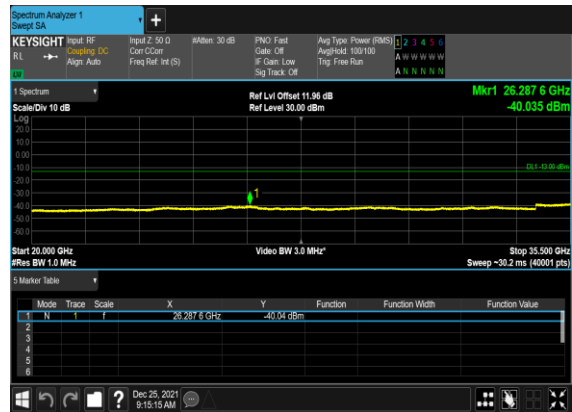 Spectrum Analyzer 1
Swept SA
KEYSIGHT Input: RF Input Z: 50 Ω #Atten: 30 dB PNO: Fast Avg Type: Power (RMS) 1 2 3 4 5 6
RL Coupling: DC Corr CCorr Gate: Off Avg|Hold: 100/100 A W W W W W
Align: Auto Freq Ref: Int (S) IF Gain: Low Trig: Free Run
Sig Track: Off A N N N N N
1 Spectrum
Ref Lvl Offset 11.96 dB Mkr1 26.287 6 GHz
Scale/Div 10 dB Ref Level 30.00 dBm -40.035 dBm
Log
20.0
10.0
0.00
-10.0
DL1 -13.00 dBm
-20.0
-30.0
1
-40.0
-50.0
-60.0
Start 20.000 GHz Video BW 3.0 MHz* Stop 35.500 GHz
#Res BW 1.0 MHz Sweep ~30.2 ms (40001 pts)
5 Marker Table
Mode Trace Scale X Y Function Function Width Function Value
1 N 1 f 26.287 6 GHz -40.04 dBm
2
3
4
5
6
? Dec 25, 2021
9:15:15 AM